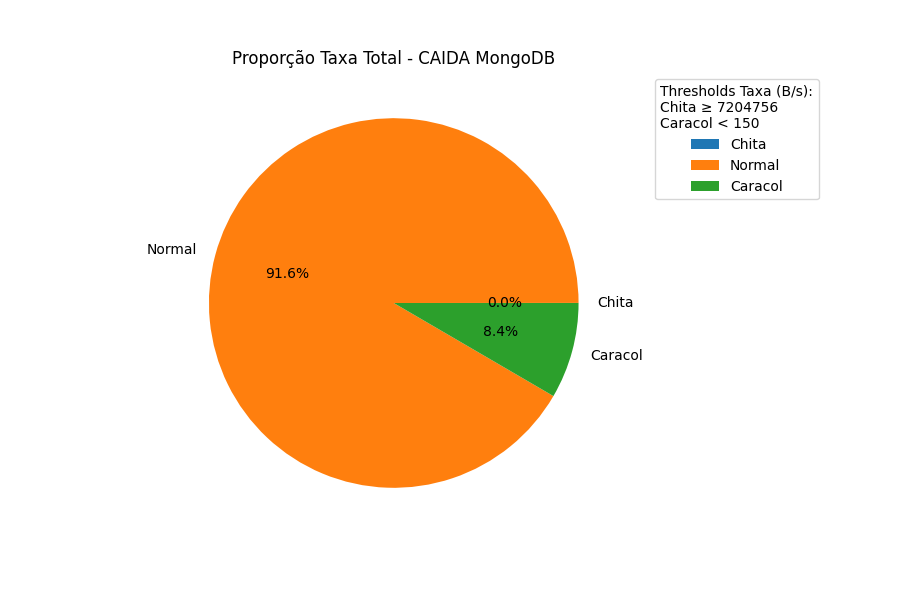 Proporção Taxa Total - CAIDA MongoDB
Thresholds Taxa (B/s):
Chita ≥ 7204756
Caracol < 150
Chita
Normal
Caracol
Normal
91.6%
0.0%
Chita
8.4%
Caracol